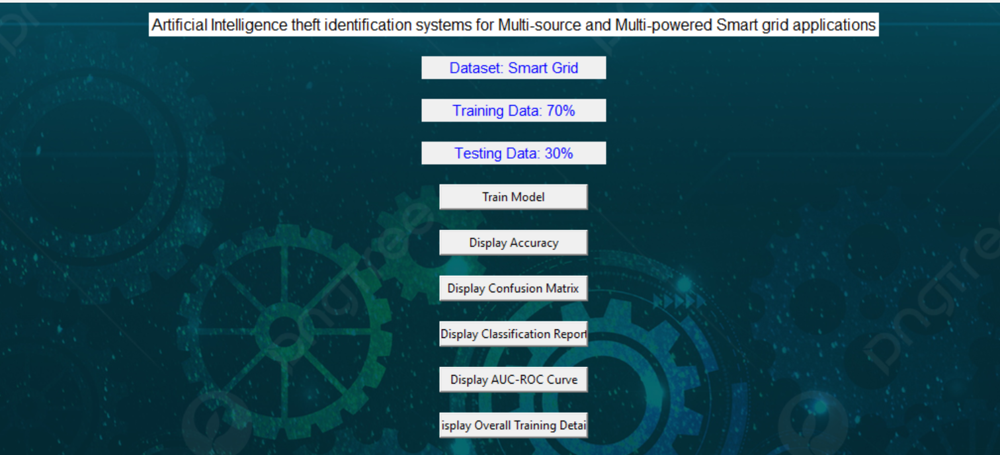 Artificial Intelligence theft identification systems for Multi-source and Multi-powered Smart grid applications
Dataset: Smart Grid
Training Data: 70%
Testing Data: 30%
Train Model
Display Accuracy
Display Confusion Matrix
Display Classification Report
Display AUC-ROC Curve
isplay Overall Training Detai
pngtree
pngtree